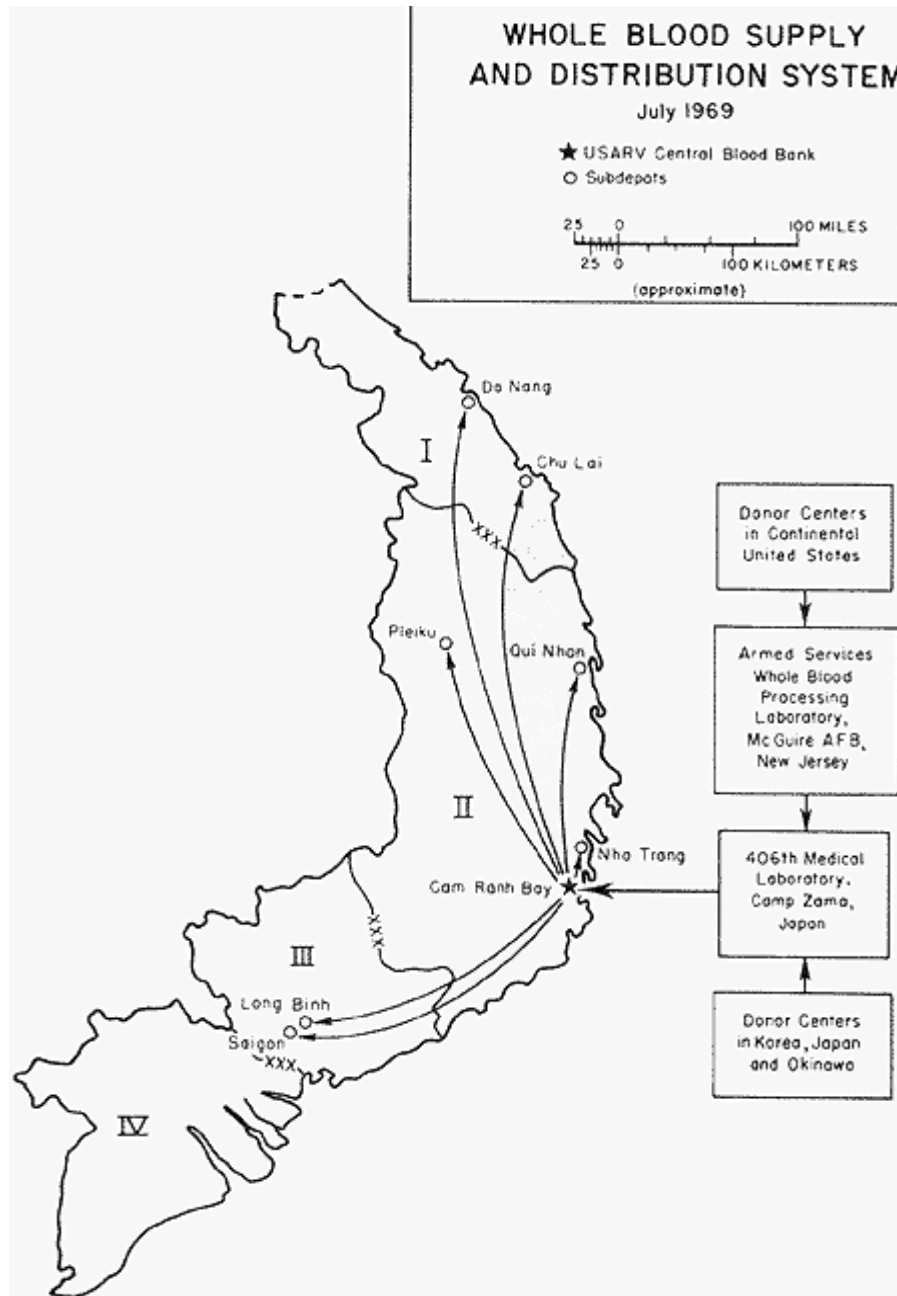 WHOLE BLOOD SUPPLY
AND DISTRIBUTION SYSTEM
July 1969
★ USARV Central Blood Bank
○ Subdepots
25 0 100 MILES
25 0 100 KILOMETERS
(approximate)
Da Nang
I
Chu Lai
XXX
Pleiku
Qui Nhon
II
Nha Trang
Cam Ranh Bay
XXX
III
Long Binh
Saigon
XXX
IV
Donor Centers
in Continental
United States
Armed Services
Whole Blood
Processing
Laboratory,
McGuire AFB,
New Jersey
406th Medical
Laboratory,
Camp Zama,
Japan
Donor Centers
in Korea, Japan
and Okinawa